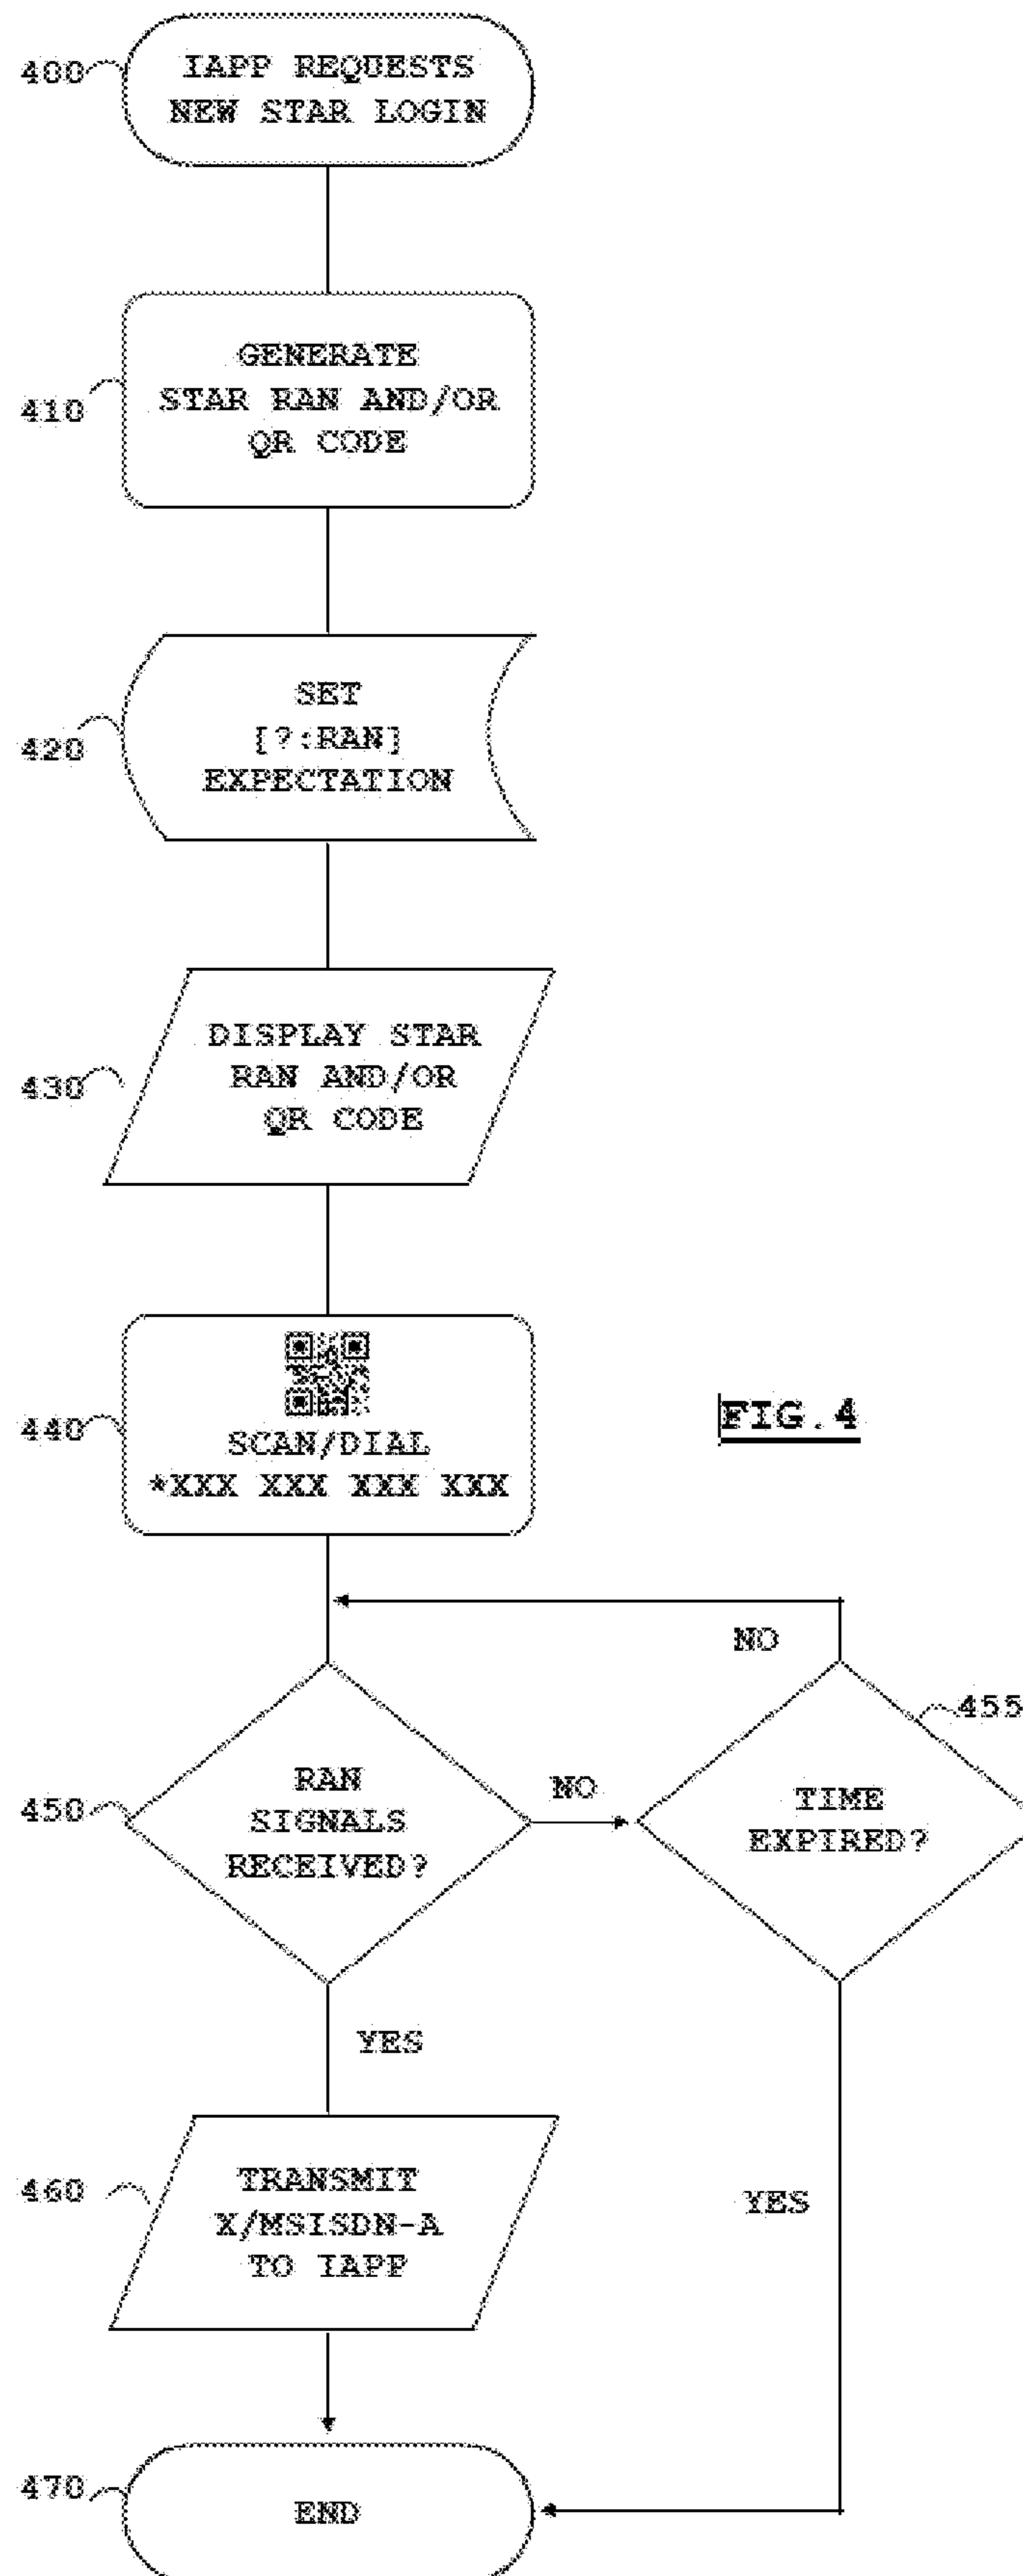 400
IAPP REQUESTS
NEW STAR LOGIN
410
GENERATE
STAR RAN AND/OR
QR CODE
420
SET
[?:RAN]
EXPECTATION
430
DISPLAY STAR
RAN AND/OR
QR CODE
440
SCAN/DIAL
*XXX XXX XXX XXX
FIG.4
NO
455
450
RAN
SIGNALS
RECEIVED?
NO
TIME
EXPIRED?
YES
460
TRANSMIT
X/MSISDN-A
TO IAPP
YES
470
END